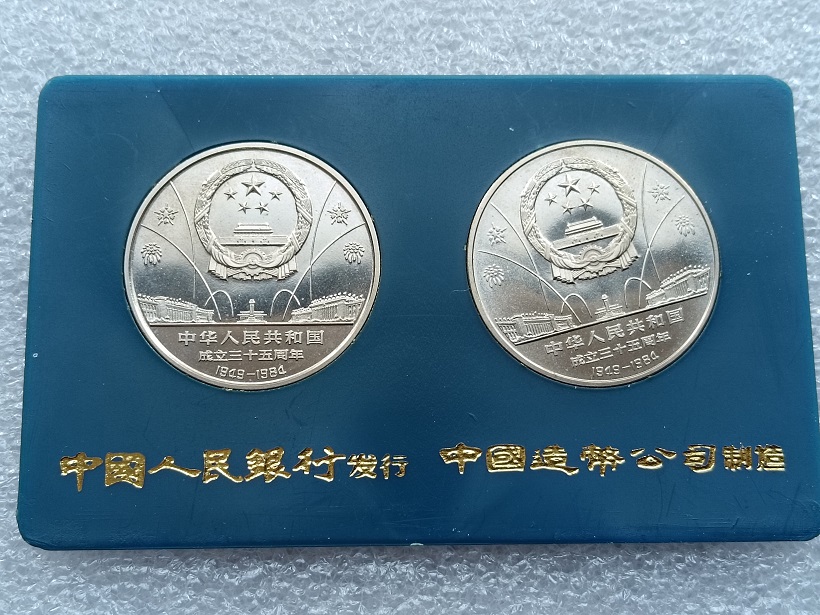 中华人民共和国
成立三十五周年
1949-1984
中华人民共和国
成立三十五周年
1949-1984
中國人民銀行发行
中國造幣公司制造